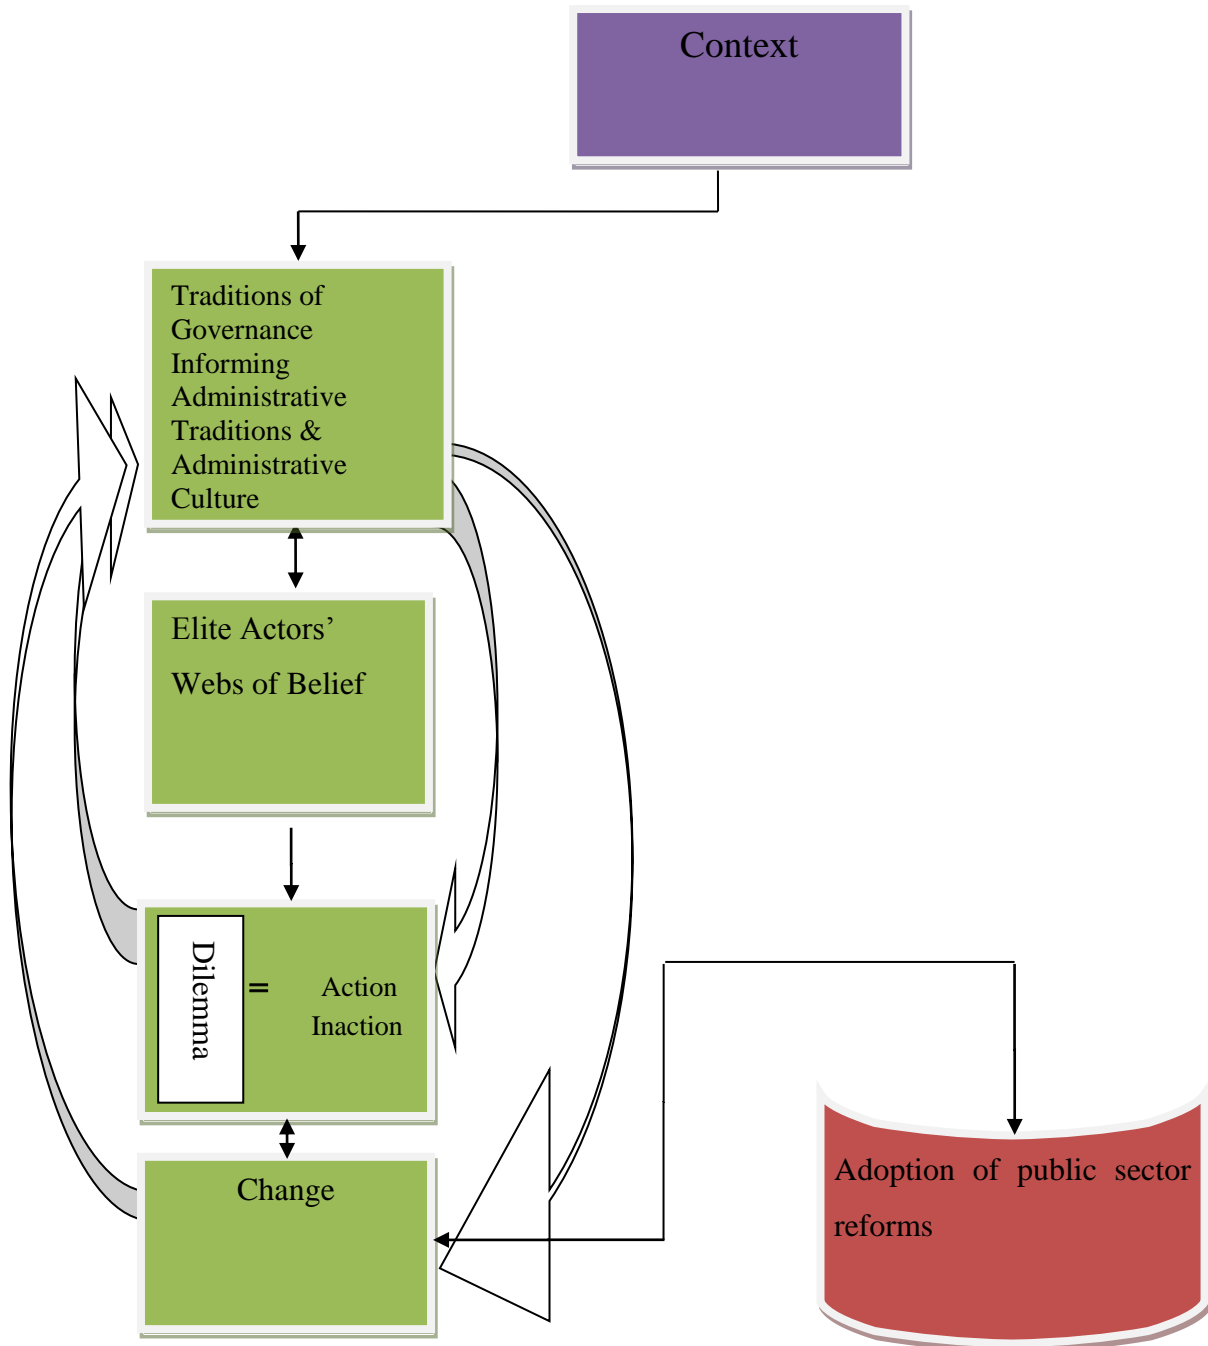 Context
Traditions of
Governance
Informing
Administrative
Traditions &
Administrative
Culture
Elite Actors’
Webs of Belief
Dilemma
= Action
Inaction
Change
Adoption of public sector
reforms